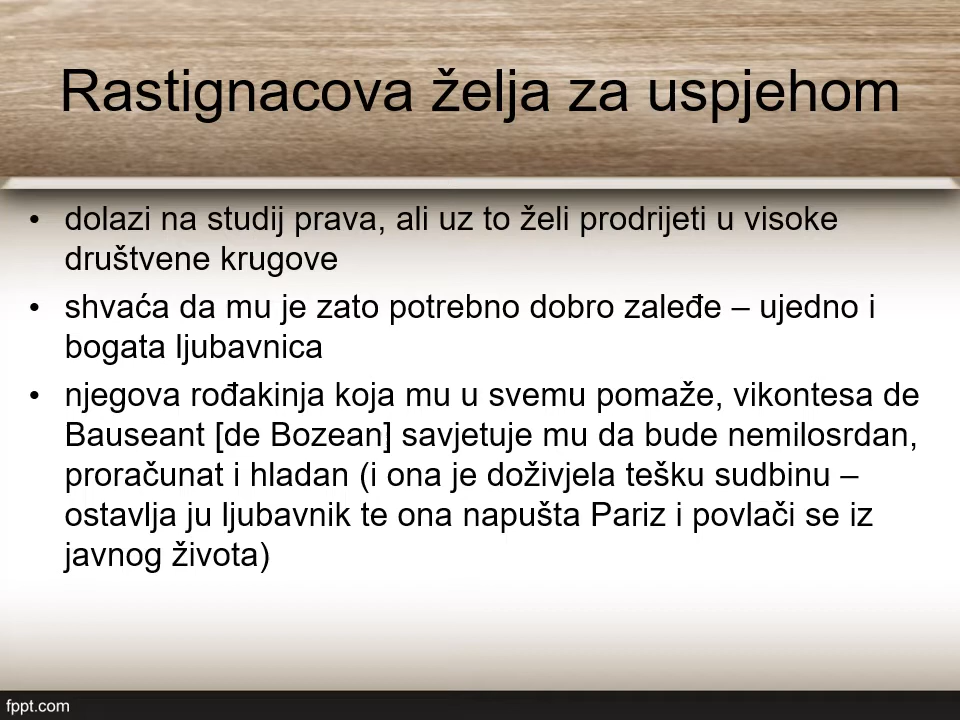 Rastignacova želja za uspjehom
• dolazi na studij prava, ali uz to želi prodrijeti u visoke
društvene krugove
• shvaća da mu je zato potrebno dobro zaleđe – ujedno i
bogata ljubavnica
• njegova rođakinja koja mu u svemu pomaže, vikontesa de
Bauseant [de Bozean] savjetuje mu da bude nemilosrdan,
proračunat i hladan (i ona je doživjela tešku sudbinu –
ostavlja ju ljubavnik te ona napušta Pariz i povlači se iz
javnog života)
fppt.com